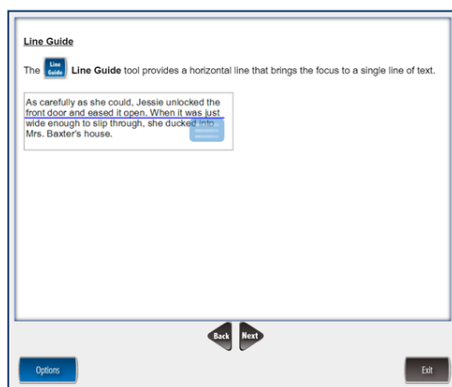 Line Guide
The Line Guide Line Guide tool provides a horizontal line that brings the focus to a single line of text.
As carefully as she could, Jessie unlocked the
front door and eased it open. When it was just
wide enough to slip through, she ducked into
Mrs. Baxter's house.
Back Next
Options Exit